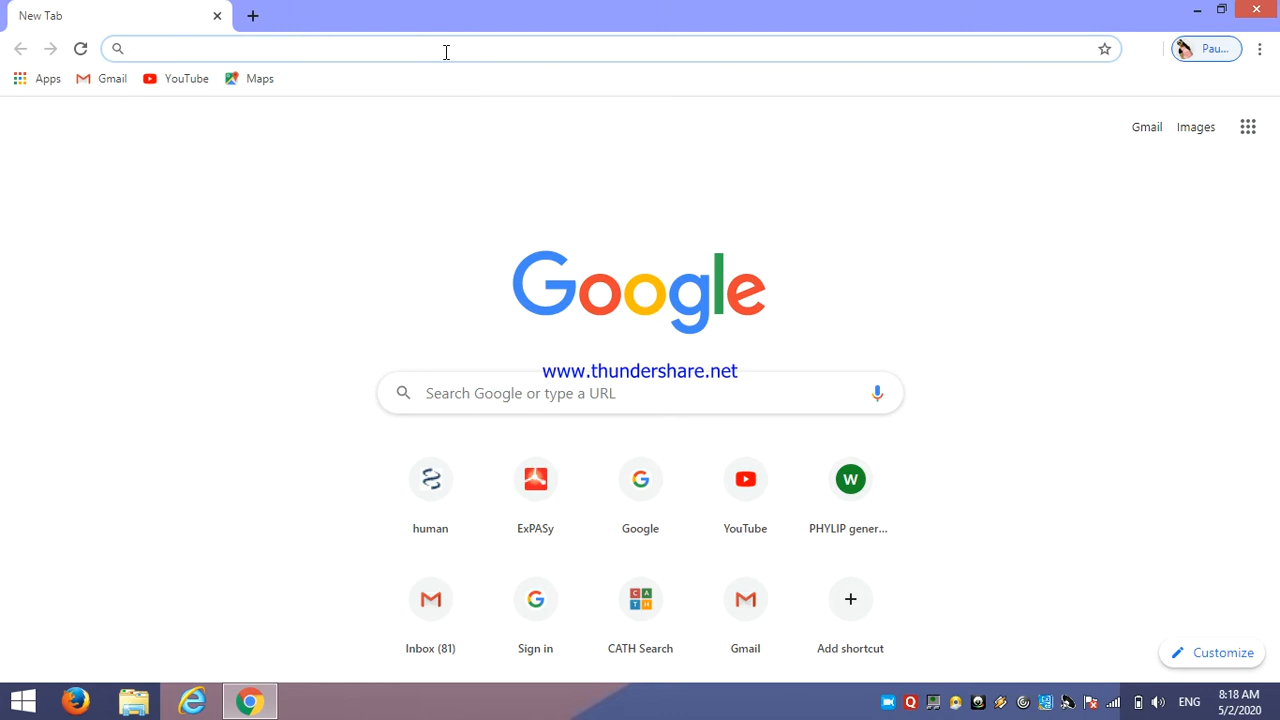 New Tab
Pau...
Apps Gmail YouTube Maps
Gmail Images
Google
www.thundershare.net
Search Google or type a URL
W
human ExPASy Google YouTube PHYLIP gener...
C A
T H
Inbox (81) Sign in CATH Search Gmail Add shortcut
Customize
ENG
8:18 AM
5/2/2020